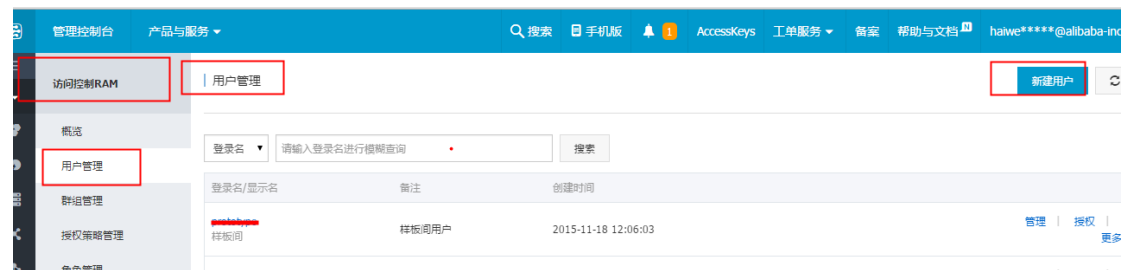 管理控制台 产品与服务 搜索 手机版 1 AccessKeys 工单服务 备案 帮助与文档 N haiwe*****@alibaba-inc
访问控制RAM 用户管理 新建用户
概览
登录名 请输入登录名进行模糊查询 搜索
用户管理
登录名/显示名 备注 创建时间
群组管理
管理 授权
授权策略管理 样板间 样板间用户 2015-11-18 12:06:03
更多